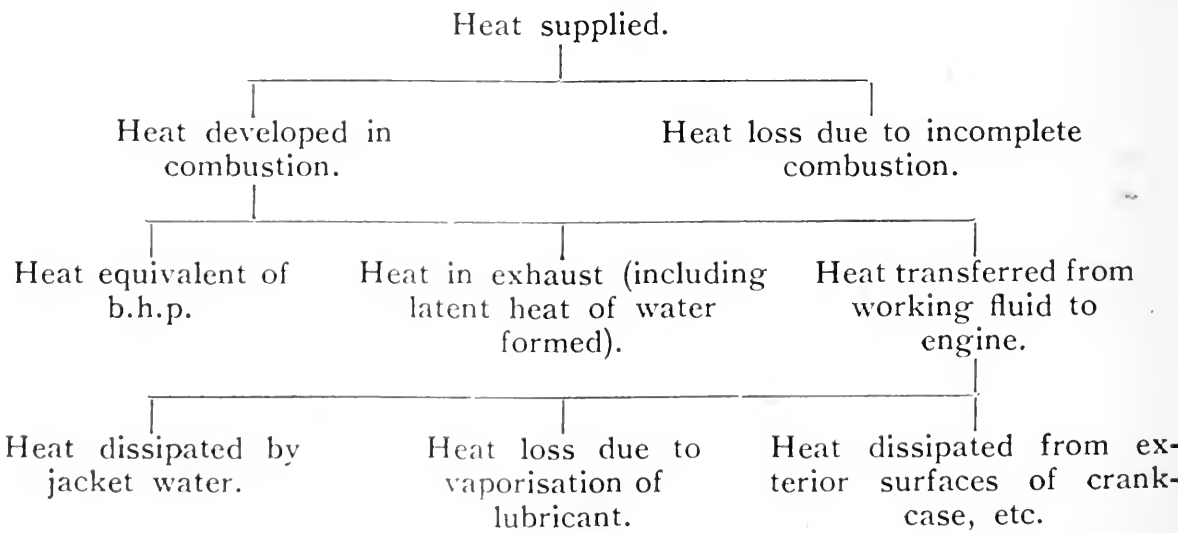 Heat supplied.
Heat developed in
combustion.
Heat loss due to incomplete
combustion.
Heat equivalent of
b.h.p.
Heat in exhaust (including
latent heat of water
formed).
Heat transferred from
working fluid to
engine.
Heat dissipated by
jacket water.
Heat loss due to
vaporisation of
lubricant.
Heat dissipated from ex-
terior surfaces of crank-
case, etc.